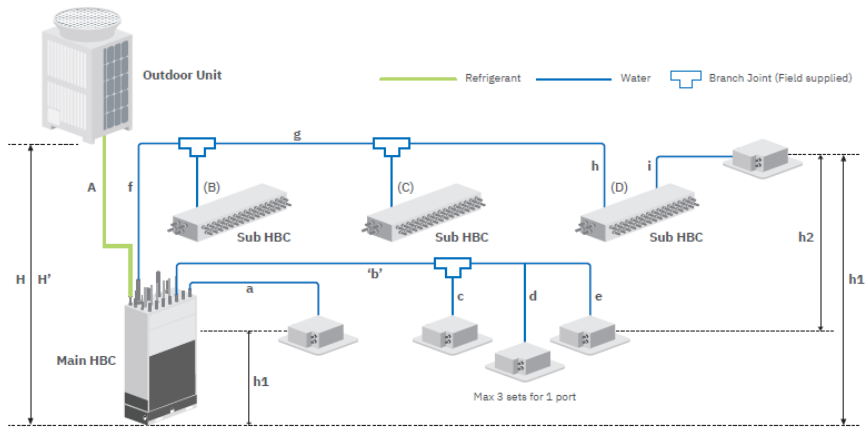 Outdoor Unit
Refrigerant
Water
Branch Joint (Field supplied)
g
A
f
(B)
(C)
h
(D)
i
Sub HBC
Sub HBC
Sub HBC
h2
H
H'
h1
a
'b'
c
d
e
Main HBC
h1
Max 3 sets for 1 port